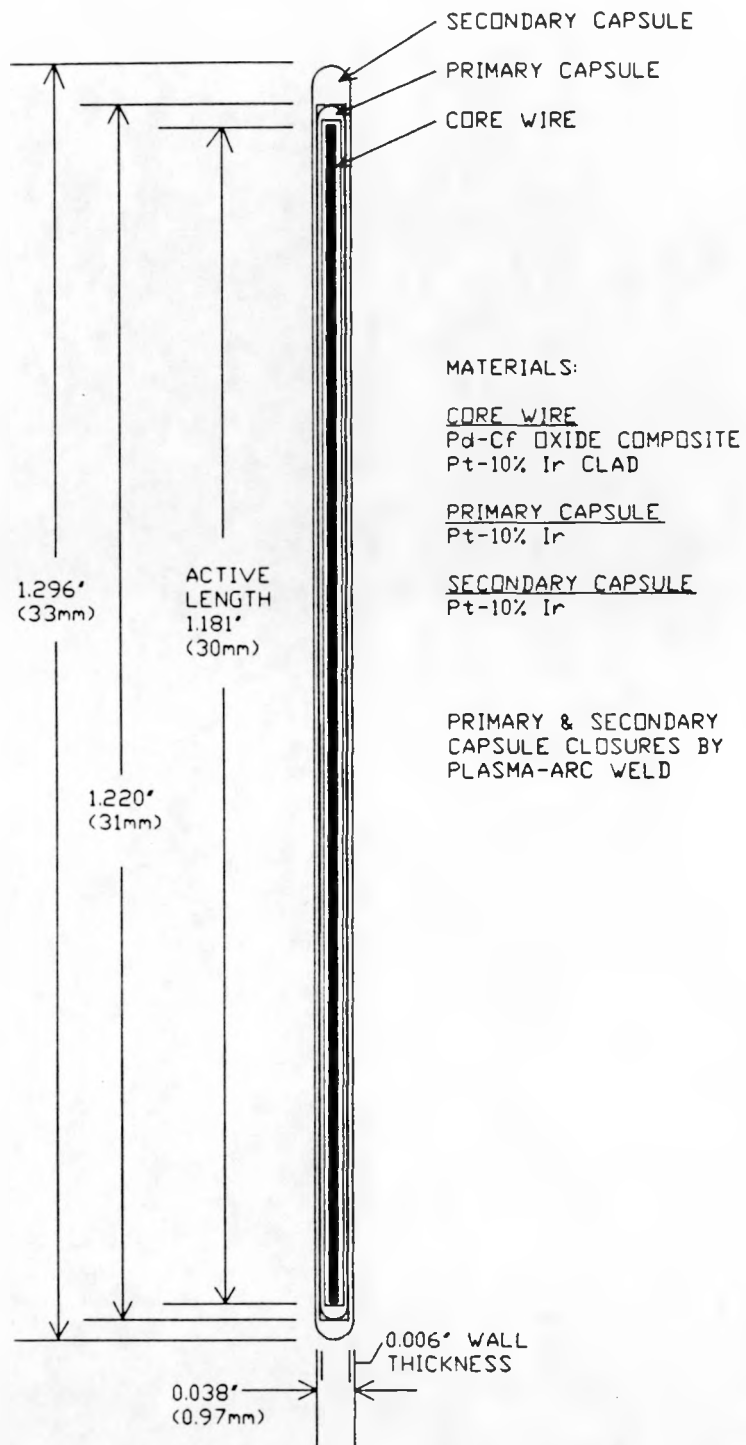 SECONDARY CAPSULE
PRIMARY CAPSULE
CORE WIRE
MATERIALS:
CORE WIRE
Pd-Cf OXIDE COMPOSITE
Pt-10% Ir CLAD
PRIMARY CAPSULE
Pt-10% Ir
SECONDARY CAPSULE
Pt-10% Ir
PRIMARY & SECONDARY
CAPSULE CLOSURES BY
PLASMA-ARC WELD
1.296"
(33mm)
ACTIVE
LENGTH
1.181"
(30mm)
1.220"
(31mm)
0.006" WALL
THICKNESS
0.038"
(0.97mm)